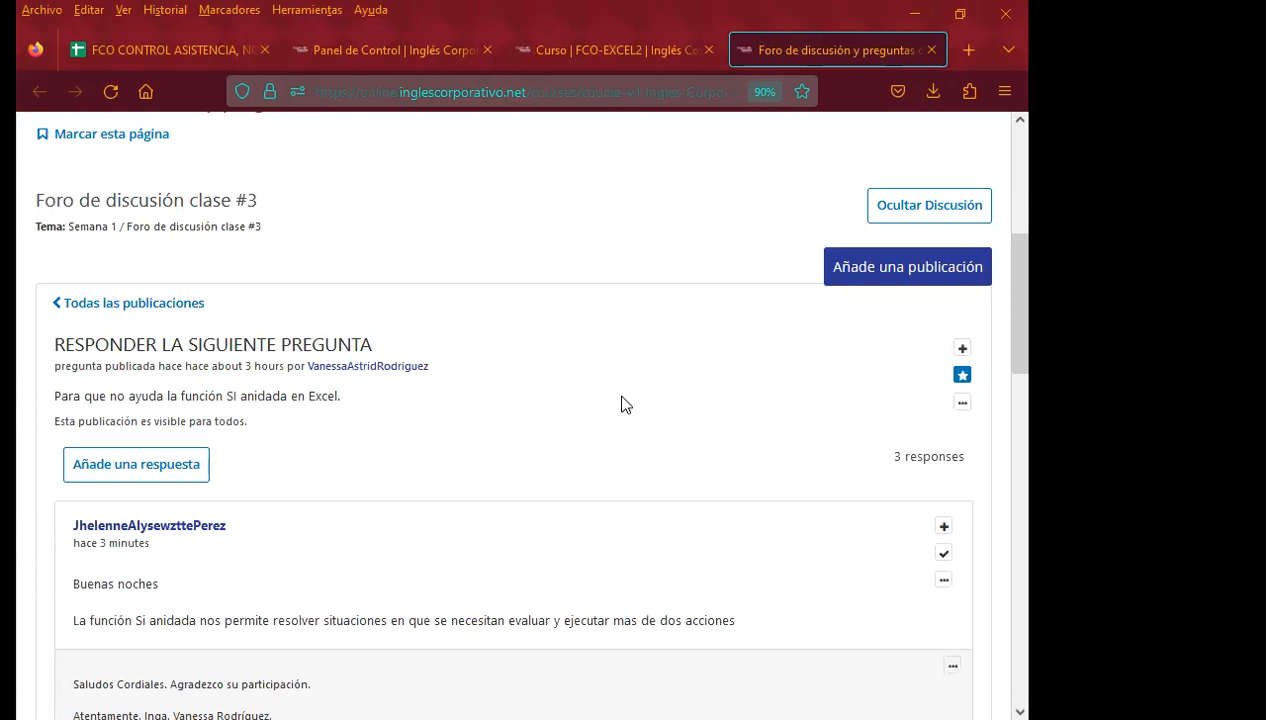 Archivo Editar Ver Historial Marcadores Herramientas Ayuda
FCO CONTROL ASISTENCIA, NO
Panel de Control | Inglés Corpor
Curso | FCO-EXCEL2 | Inglés Co
Foro de discusión y preguntas
https://online.inglescorporativo.net/courses/course-v1:Ingles-Corpo
90%
Marcar esta página
Foro de discusión clase #3
Ocultar Discusión
Tema: Semana 1 / Foro de discusión clase #3
Añade una publicación
Todas las publicaciones
RESPONDER LA SIGUIENTE PREGUNTA
pregunta publicada hace hace about 3 hours por VanessaAstridRodriguez
Para que no ayuda la función SI anidada en Excel.
Esta publicación es visible para todos.
Añade una respuesta
3 responses
JhelenneAlysewzttePerez
hace 3 minutes
Buenas noches
La función Si anidada nos permite resolver situaciones en que se necesitan evaluar y ejecutar mas de dos acciones
Saludos Cordiales. Agradezco su participación.
Atentamente. Inga. Vanessa Rodríguez.